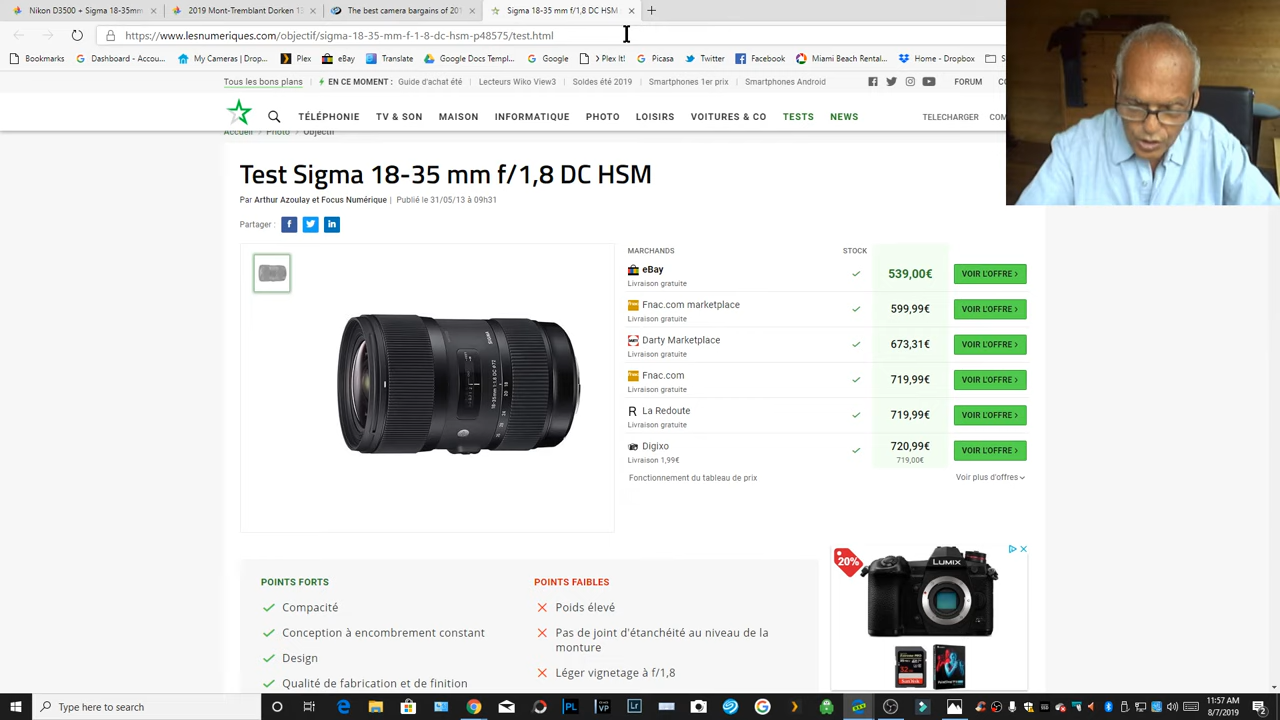 Nikon D3500 + Sigma 18-35mm
2019 Montreal to Trois Rivières
The best camera bargains of 201
Sigma 18-35 mm f/1,8 DC HSM
https://www.lesnumeriques.com/objectif/sigma-18-35-mm-f-1-8-dc-hsm-p48575/test.html
Bookmarks
Dashboard - Accou...
My Cameras | Drop...
Translate
Google Docs - Temp...
Google
> Plex It!
Picasa
Twitter
Facebook
Miami Beach Rental...
Hodge Podge
S
Tous les bons plans
EN CE MOMENT :
Guide d'achat été
Lecteurs Wiko View3
Soldes été 2019
Smartphones 1er prix
Smartphones Android
FORUM
TÉLÉPHONIE
TV & SON
MAISON
INFORMATIQUE
PHOTO
LOISIRS
VOITURES & CO
TESTS
NEWS
TELECHARGER
COM
Accueil > Photo > Objectif
Test Sigma 18-35 mm f/1,8 DC HSM
Par Arthur Azoulay et Focus Numérique | Publié le 31/05/13 à 09h31
Partager :
MARCHANDS
STOCK
eBay
539,00€
VOIR L'OFFRE >
Livraison gratuite
Fnac.com marketplace
599,99€
VOIR L'OFFRE >
Livraison gratuite
Darty Marketplace
673,31€
VOIR L'OFFRE >
Livraison gratuite
Fnac.com
719,99€
VOIR L'OFFRE >
Livraison gratuite
R La Redoute
719,99€
VOIR L'OFFRE >
Livraison gratuite
Digixo
720,99€
VOIR L'OFFRE >
Livraison 1,99€
719,00€
Fonctionnement du tableau de prix
Voir plus d'offres
20%
LUMIX
POINTS FORTS
Compacité
Conception à encombrement constant
Design
Qualité de fabrication et de finition
POINTS FAIBLES
Poids élevé
Pas de joint d'étanchéité au niveau de la
monture
Léger vignetage à f/1,8
Type here to search
11:57 AM
8/7/2019